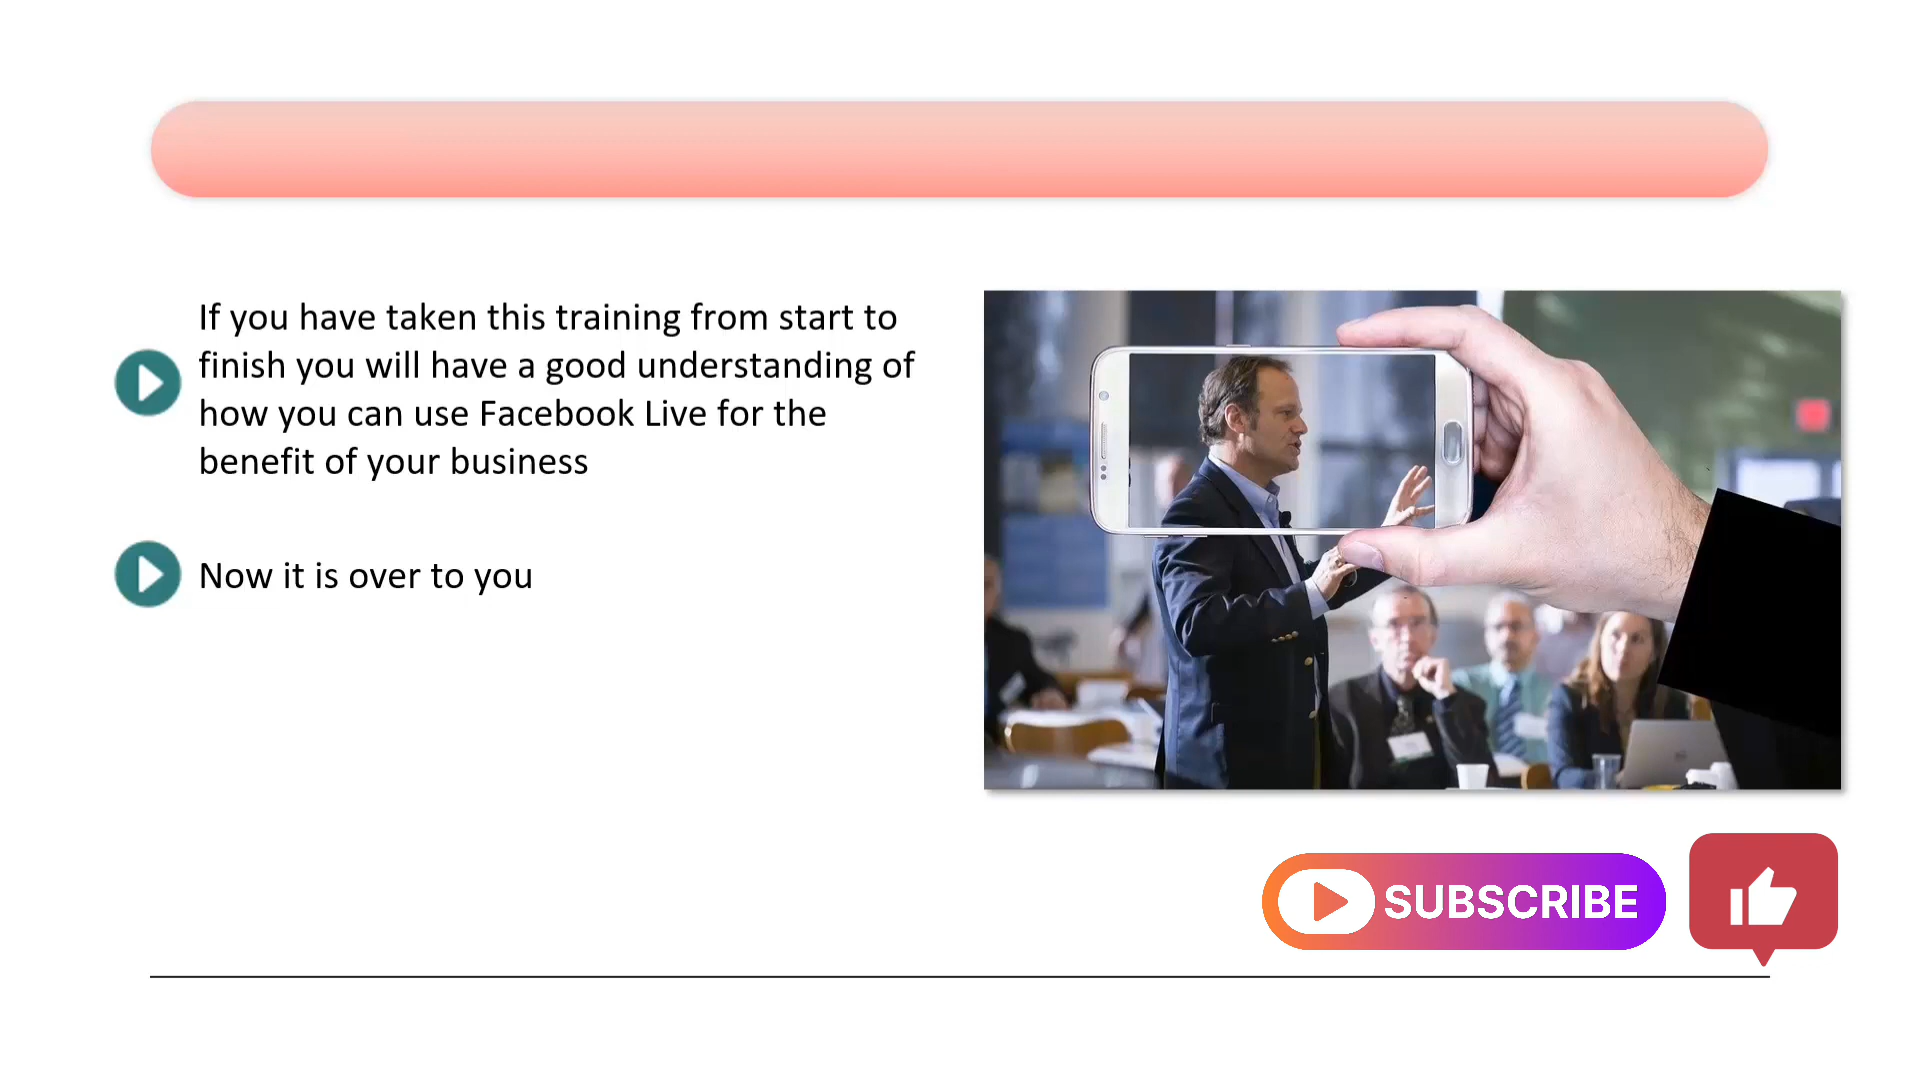 If you have taken this training from start to
finish you will have a good understanding of
how you can use Facebook Live for the
benefit of your business
Now it is over to you
SUBSCRIBE